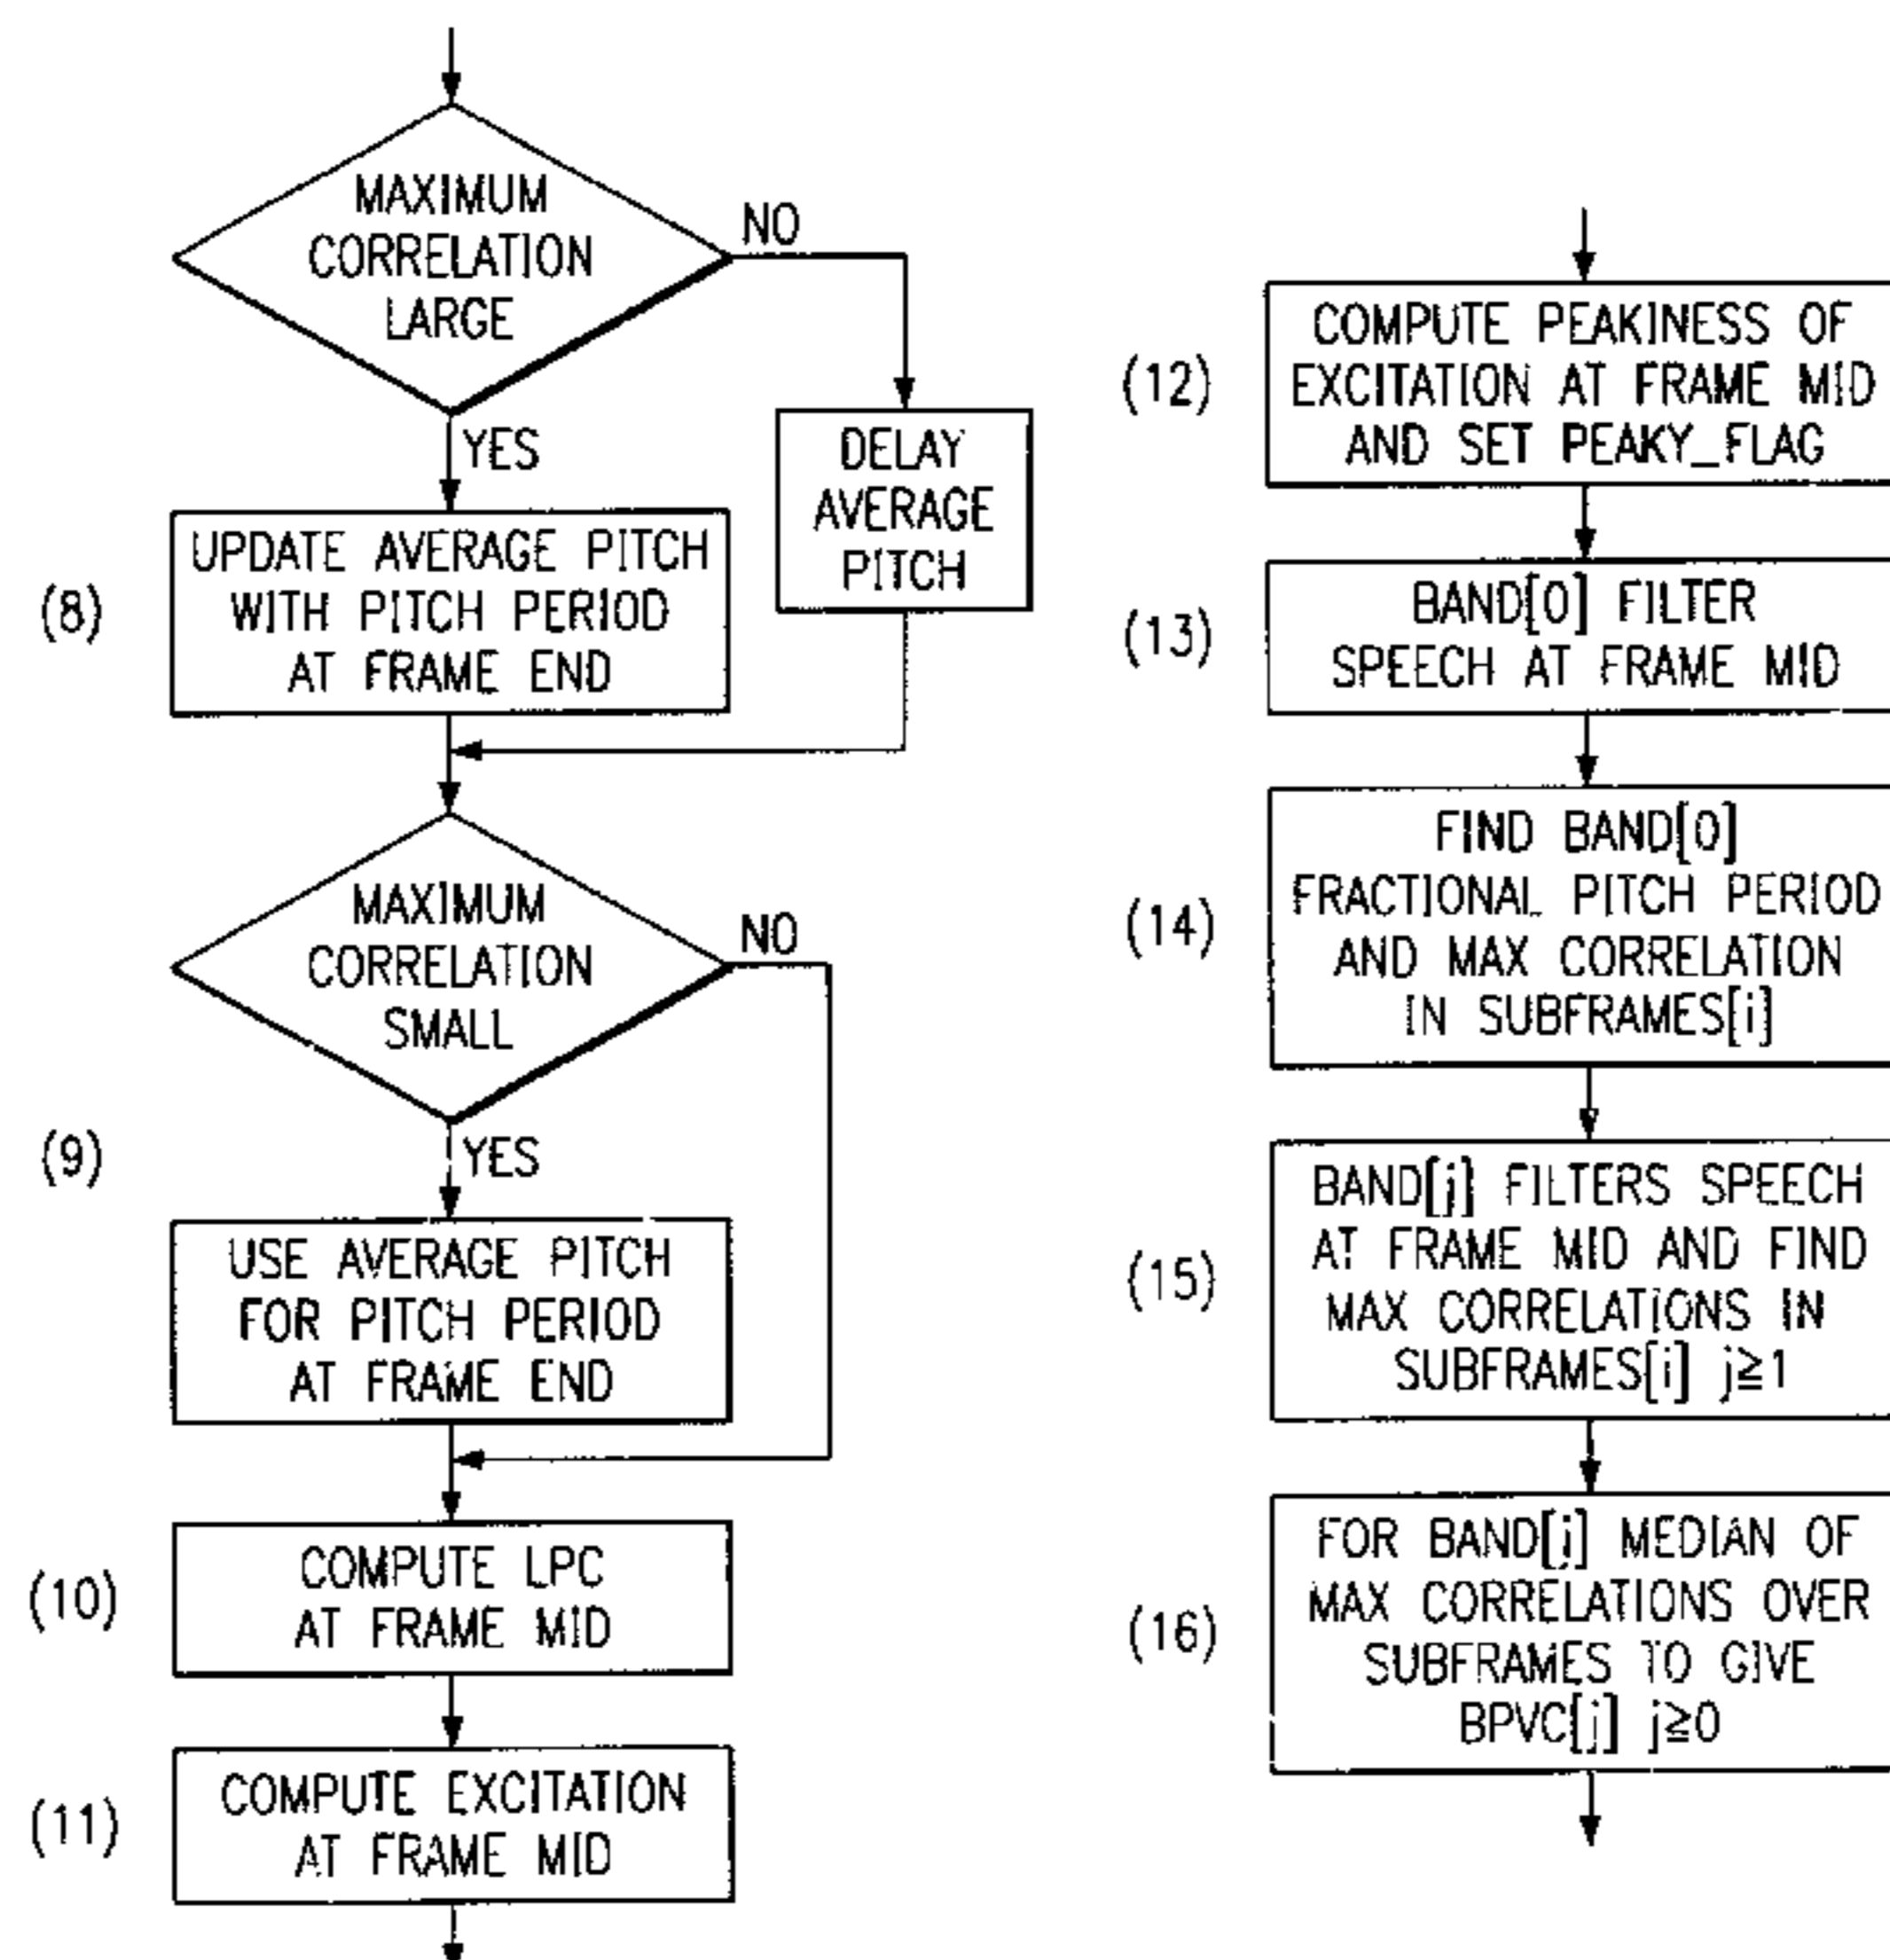 MAXIMUM
CORRELATION
LARGE
NO
YES
DELAY
AVERAGE
PITCH
(8)
UPDATE AVERAGE PITCH
WITH PITCH PERIOD
AT FRAME END
MAXIMUM
CORRELATION
SMALL
NO
(9)
YES
USE AVERAGE PITCH
FOR PITCH PERIOD
AT FRAME END
(10)
COMPUTE LPC
AT FRAME MID
(11)
COMPUTE EXCITATION
AT FRAME MID
(12)
COMPUTE PEAKINESS OF
EXCITATION AT FRAME MID
AND SET PEAKY_FLAG
(13)
BAND[0] FILTER
SPEECH AT FRAME MID
(14)
FIND BAND[0]
FRACTIONAL PITCH PERIOD
AND MAX CORRELATION
IN SUBFRAMES[i]
(15)
BAND[j] FILTERS SPEECH
AT FRAME MID AND FIND
MAX CORRELATIONS IN
SUBFRAMES[i] j≧1
(16)
FOR BAND[j] MEDIAN OF
MAX CORRELATIONS OVER
SUBFRAMES TO GIVE
BPVC[j] j≧0